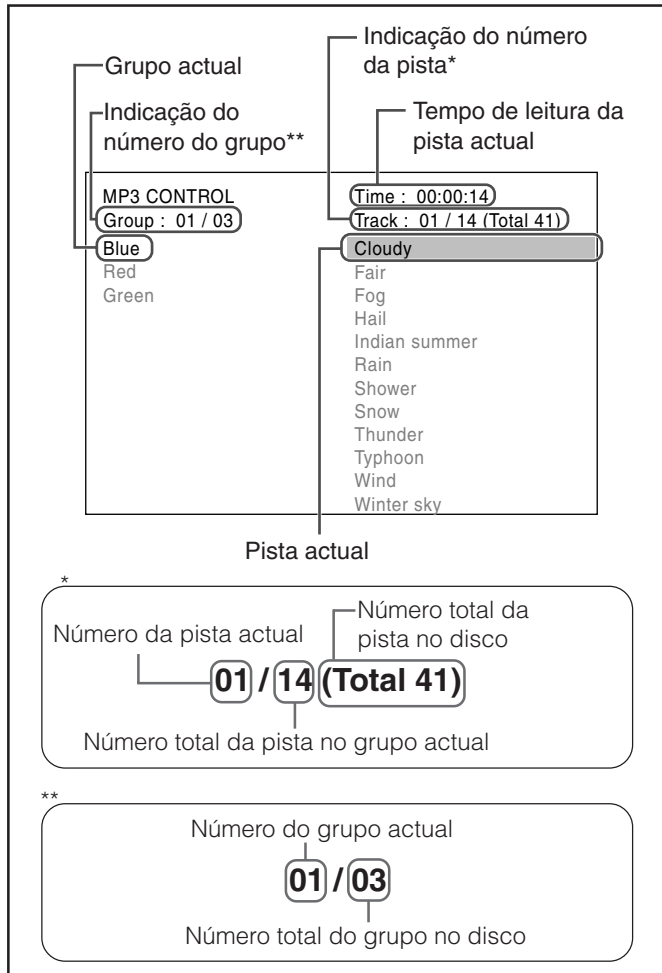 Indicação do número
da pista*
Grupo actual
Indicação do
número do grupo**
Tempo de leitura da
pista actual
MP3 CONTROL
Group : 01 / 03
Blue
Red
Green
Time : 00:00:14
Track : 01 / 14 (Total 41)
Cloudy
Fair
Fog
Hail
Indian summer
Rain
Shower
Snow
Thunder
Typhoon
Wind
Winter sky
Pista actual
*
Número da pista actual
Número total da
pista no disco
01 / 14 (Total 41)
Número total da pista no grupo actual
**
Número do grupo actual
01 / 03
Número total do grupo no disco